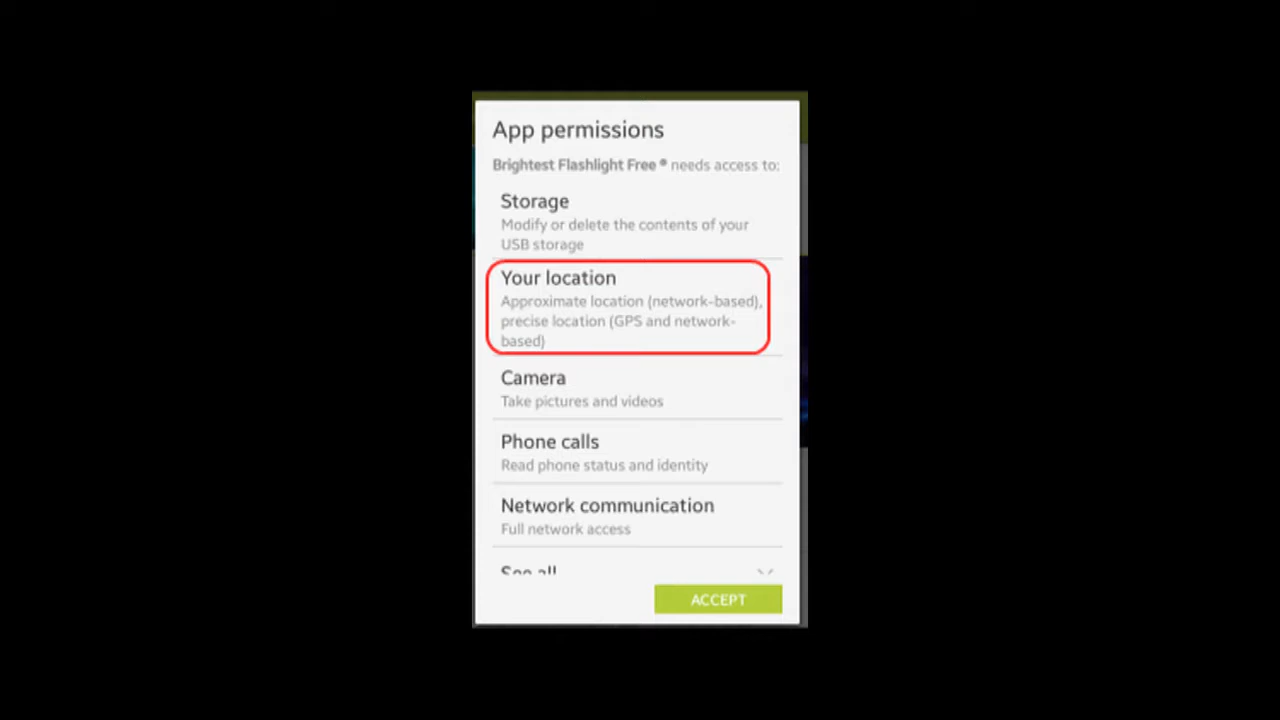 App permissions
Brightest Flashlight Free ® needs access to:
Storage
Modify or delete the contents of your
USB storage
Your location
Approximate location (network-based),
precise location (GPS and network-
based)
Camera
Take pictures and videos
Phone calls
Read phone status and identity
Network communication
Full network access
See all
ACCEPT